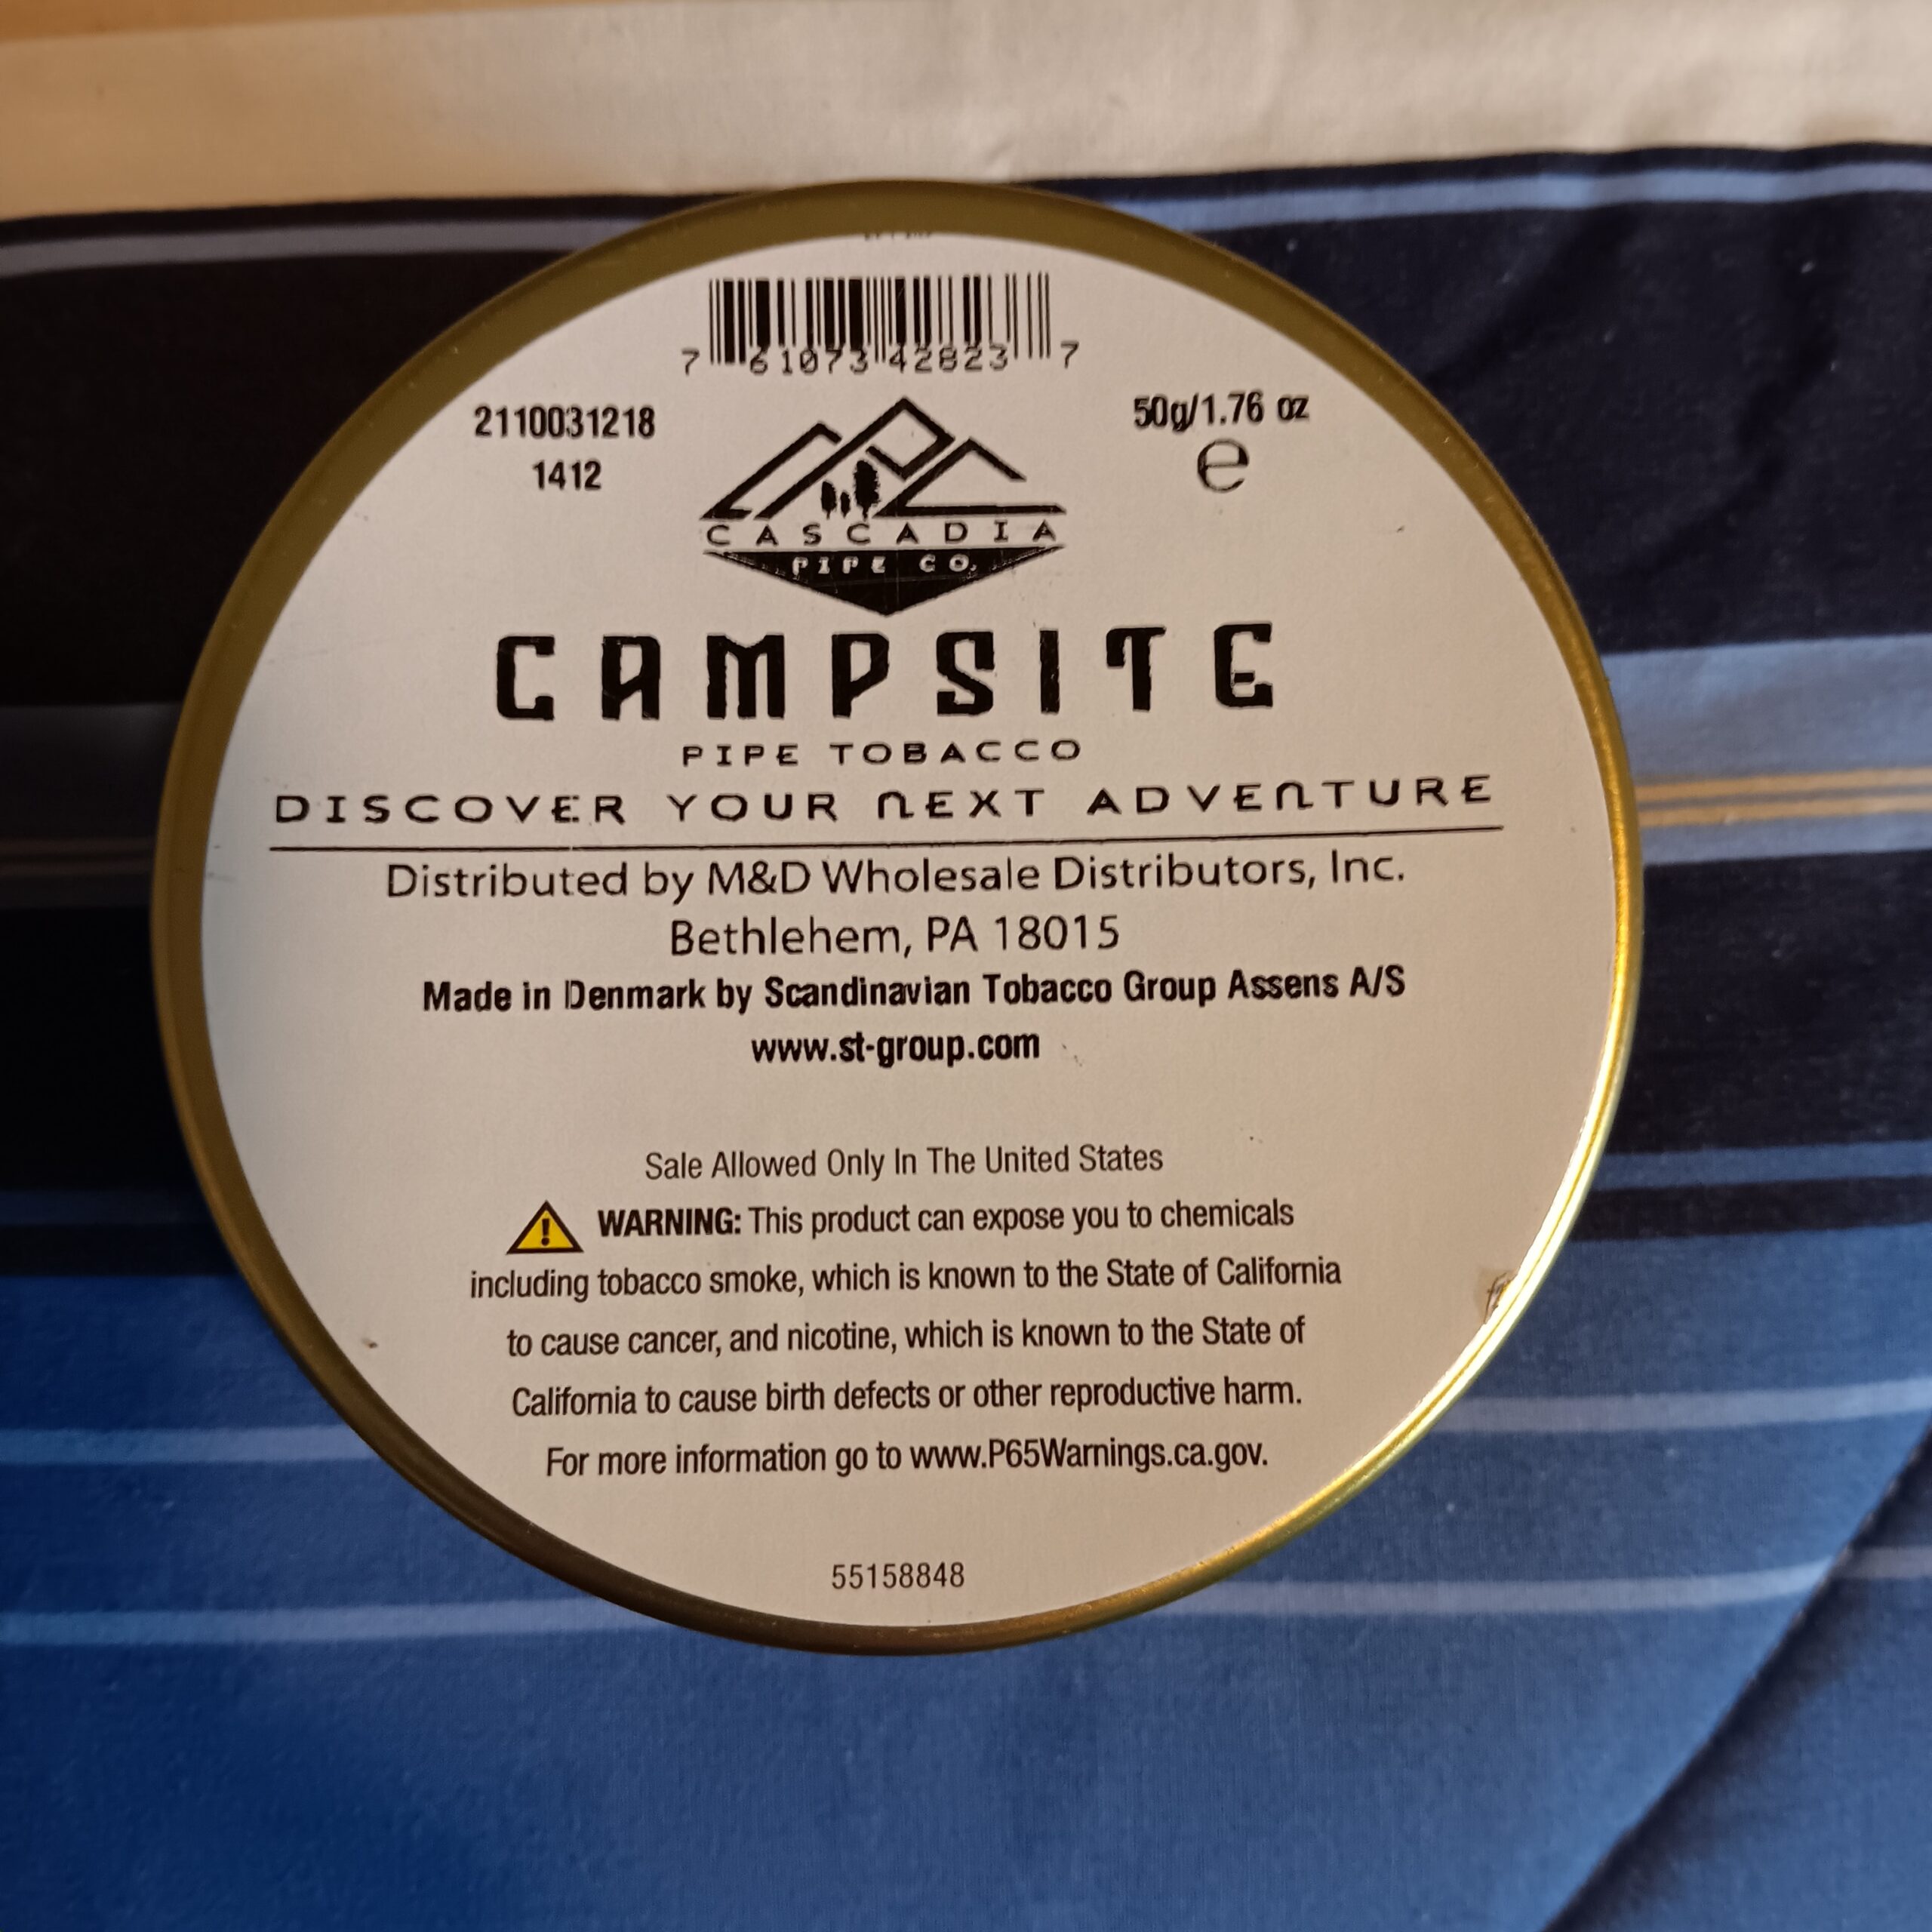 7 61073 42823 7
2110031218
1412
50g/1.76 oz
e
CASCADIA
PIPE CO.
CAMPSITE
PIPE TOBACCO
DISCOVER YOUR NEXT ADVENTURE
Distributed by M&D Wholesale Distributors, Inc.
Bethlehem, PA 18015
Made in Denmark by Scandinavian Tobacco Group Assens A/S
www.st-group.com
Sale Allowed Only In The United States
WARNING: This product can expose you to chemicals
including tobacco smoke, which is known to the State of California
to cause cancer, and nicotine, which is known to the State of
California to cause birth defects or other reproductive harm.
For more information go to www.P65Warnings.ca.gov.
55158848